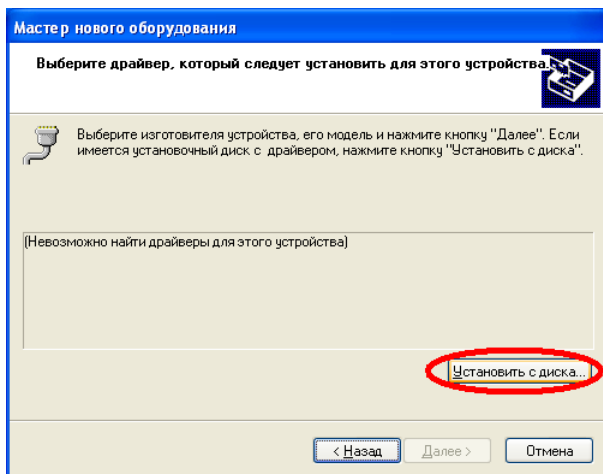 Мастер нового оборудования
Выберите драйвер, который следует установить для этого устройства.
Выберите изготовителя устройства, его модель и нажмите кнопку "Далее". Если
имеется установочный диск с драйвером, нажмите кнопку "Установить с диска".
(Невозможно найти драйверы для этого устройства)
Установить с диска...
< Назад Далее > Отмена